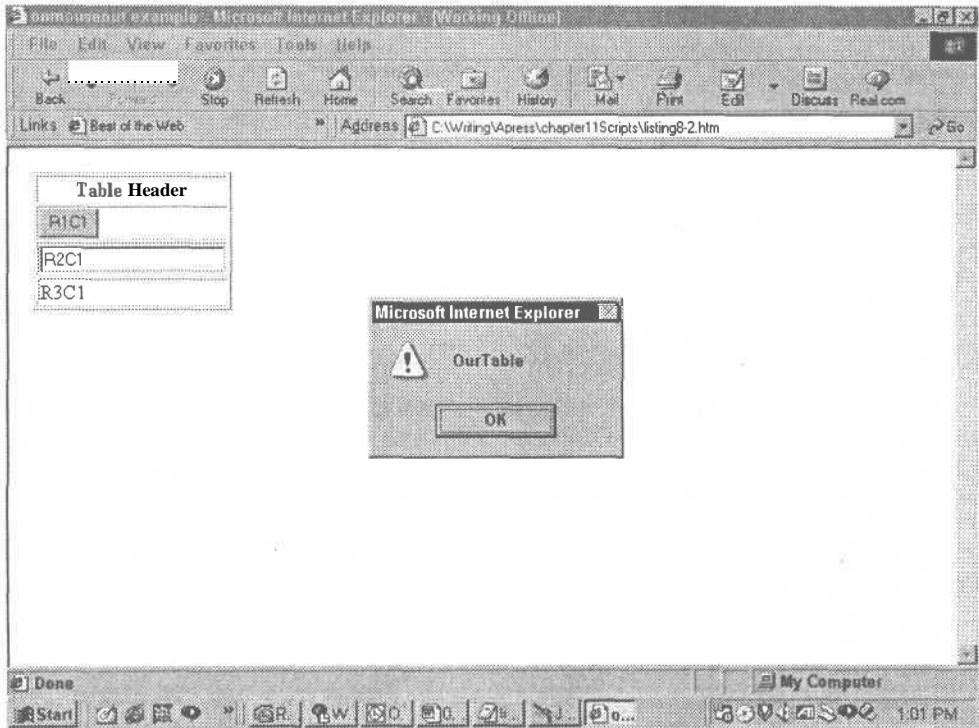 onmouseout example - Microsoft Internet Explorer - [Working Offline]
File Edit View Favorites Tools Help
Back Forward Stop Refresh Home Search Favorites History Mail Print Edit Discuss Real.com
Links Best of the Web » Address C:\Writing\Apress\chapter11Scripts\listing8-2.htm Go
Table Header
R1C1
R2C1
R3C1
Microsoft Internet Explorer
OurTable
OK
Done My Computer
Start » R... W... O... o... 1:01 PM